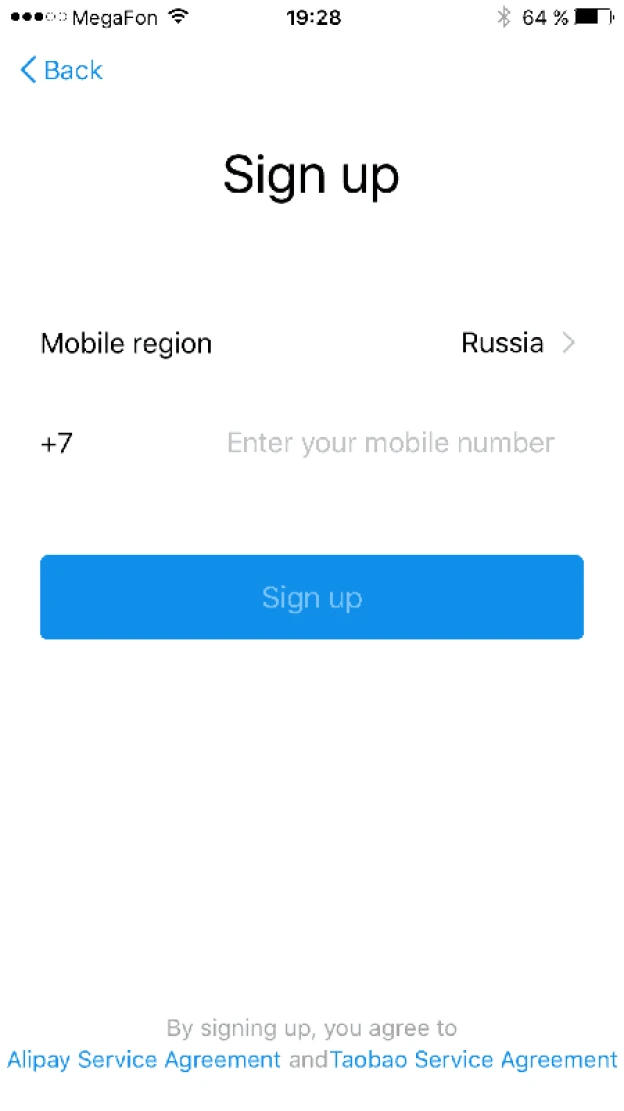 MegaFon 19:28 64 %
Back
Sign up
Mobile region Russia
+7 Enter your mobile number
Sign up
By signing up, you agree to
Alipay Service Agreement andTaobao Service Agreement